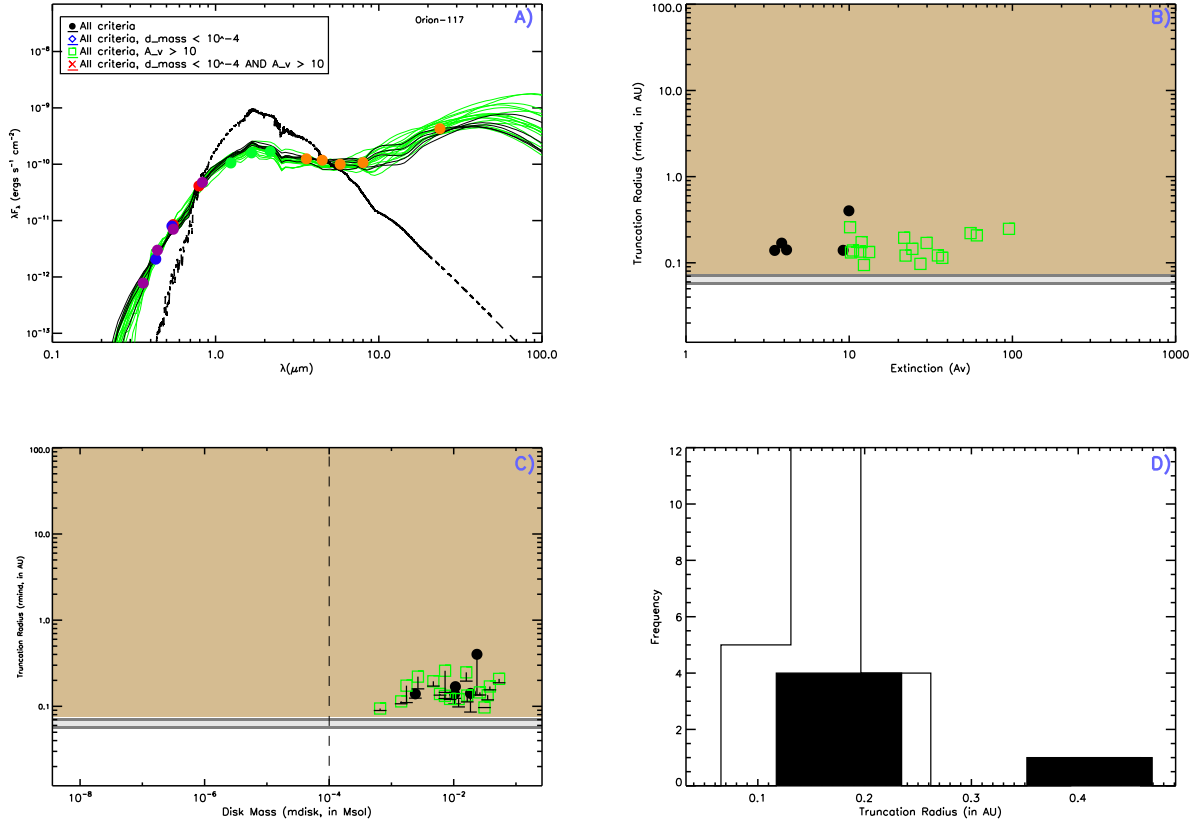 Orion-117
A)
All criteria
All criteria, d_mass < 10^-4
All criteria, A_v > 10
All criteria, d_mass < 10^-4 AND A_v > 10
λFλ (ergs s⁻¹ cm⁻²)
10⁻⁸
10⁻⁹
10⁻¹⁰
10⁻¹¹
10⁻¹²
10⁻¹³
0.1 1.0 10.0 100.0
λ(μm)
B)
Truncation Radius (rmind, in AU)
100.0
10.0
1.0
0.1
1 10 100 1000
Extinction (Av)
C)
Truncation Radius (rmind, in AU)
100.0
10.0
1.0
0.1
10⁻⁸ 10⁻⁶ 10⁻⁴ 10⁻²
Disk Mass (mdisk, in Msol)
D)
Frequency
12
10
8
6
4
2
0
0.1 0.2 0.3 0.4
Truncation Radius (in AU)